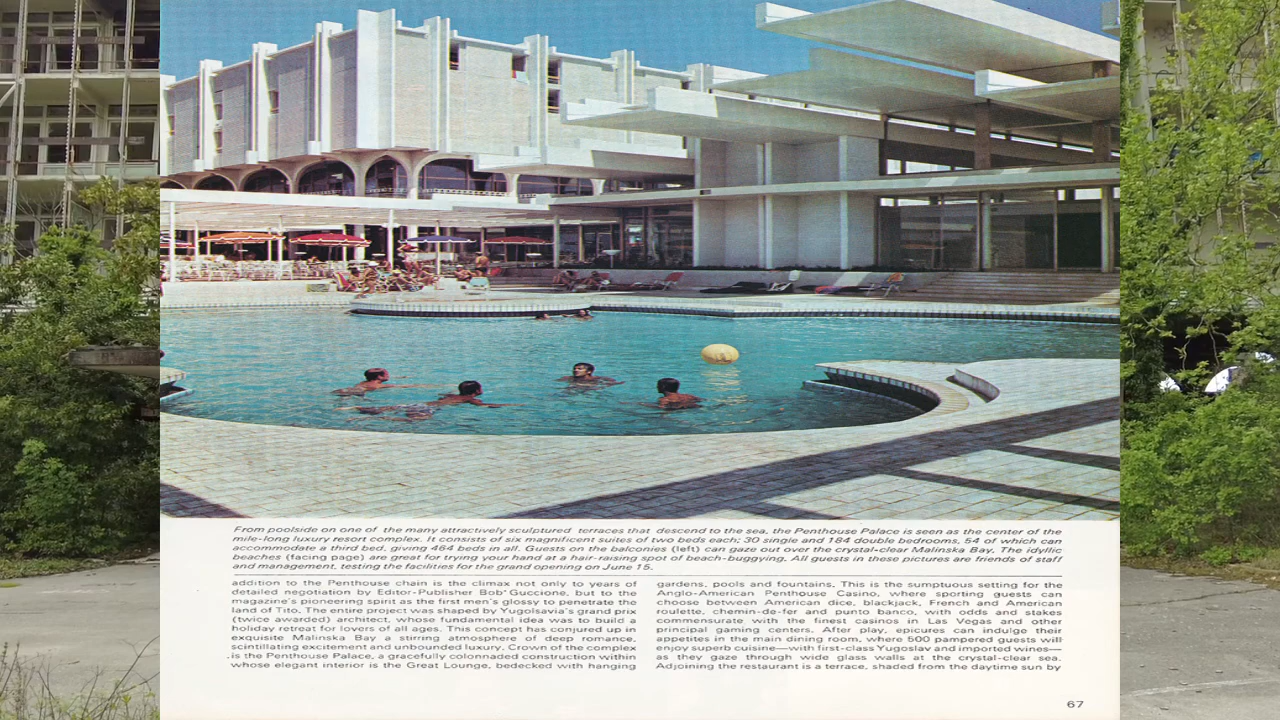 From poolside on one of the many attractively sculptured terraces that descend to the sea, the Penthouse Palace is seen as the center of the
mile-long luxury resort complex. It consists of six magnificent suites of two beds each; 30 single and 184 double bedrooms, 54 of which can
accommodate a third bed, giving 464 beds in all. Guests on the balconies (left) can gaze out over the crystal-clear Malinska Bay. The idyllic
beaches (facing page) are great for trying your hand at a hair-raising spot of beach-buggying. All guests in these pictures are friends of staff
and management, testing the facilities for the grand opening on June 15.
addition to the Penthouse chain is the climax not only to years of
detailed negotiation by Editor-Publisher Bob Guccione, but to the
magazine's pioneering spirit as the first men's glossy to penetrate the
land of Tito. The entire project was shaped by Yugolsavia's grand prix
(twice awarded) architect, whose fundamental idea was to build a
holiday retreat for lovers of all ages. This concept has conjured up in
exquisite Malinska Bay a stirring atmosphere of deep romance,
scintillating excitement and unbounded luxury. Crown of the complex
is the Penthouse Palace, a gracefully colonnaded construction within
whose elegant interior is the Great Lounge, bedecked with hanging
gardens, pools and fountains. This is the sumptuous setting for the
Anglo-American Penthouse Casino, where sporting guests can
choose between American dice, blackjack, French and American
roulette, chemin-de-fer and punto banco, with odds and stakes
commensurate with the finest casinos in Las Vegas and other
principal gaming centers. After play, epicures can indulge their
appetites in the main dining room, where 500 pampered guests will
enjoy superb cuisine—with first-class Yugoslav and imported wines—
as they gaze through wide glass walls at the crystal-clear sea.
Adjoining the restaurant is a terrace, shaded from the daytime sun by
67